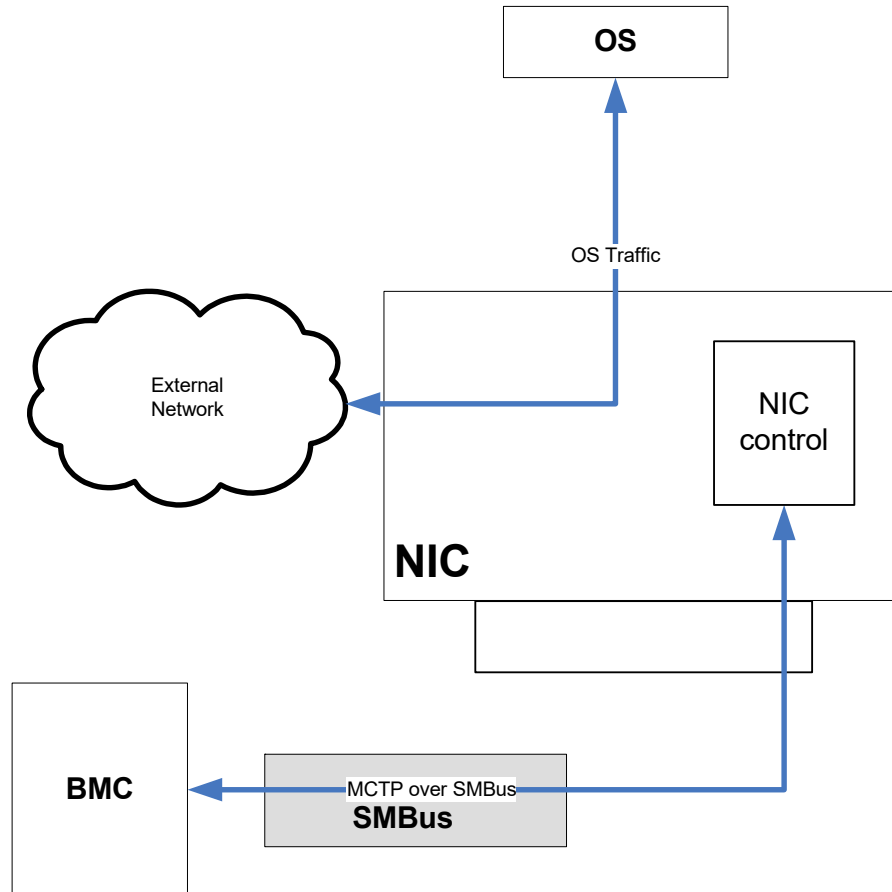 OS
OS Traffic
External
Network
NIC
control
NIC
BMC
MCTP over SMBus
SMBus